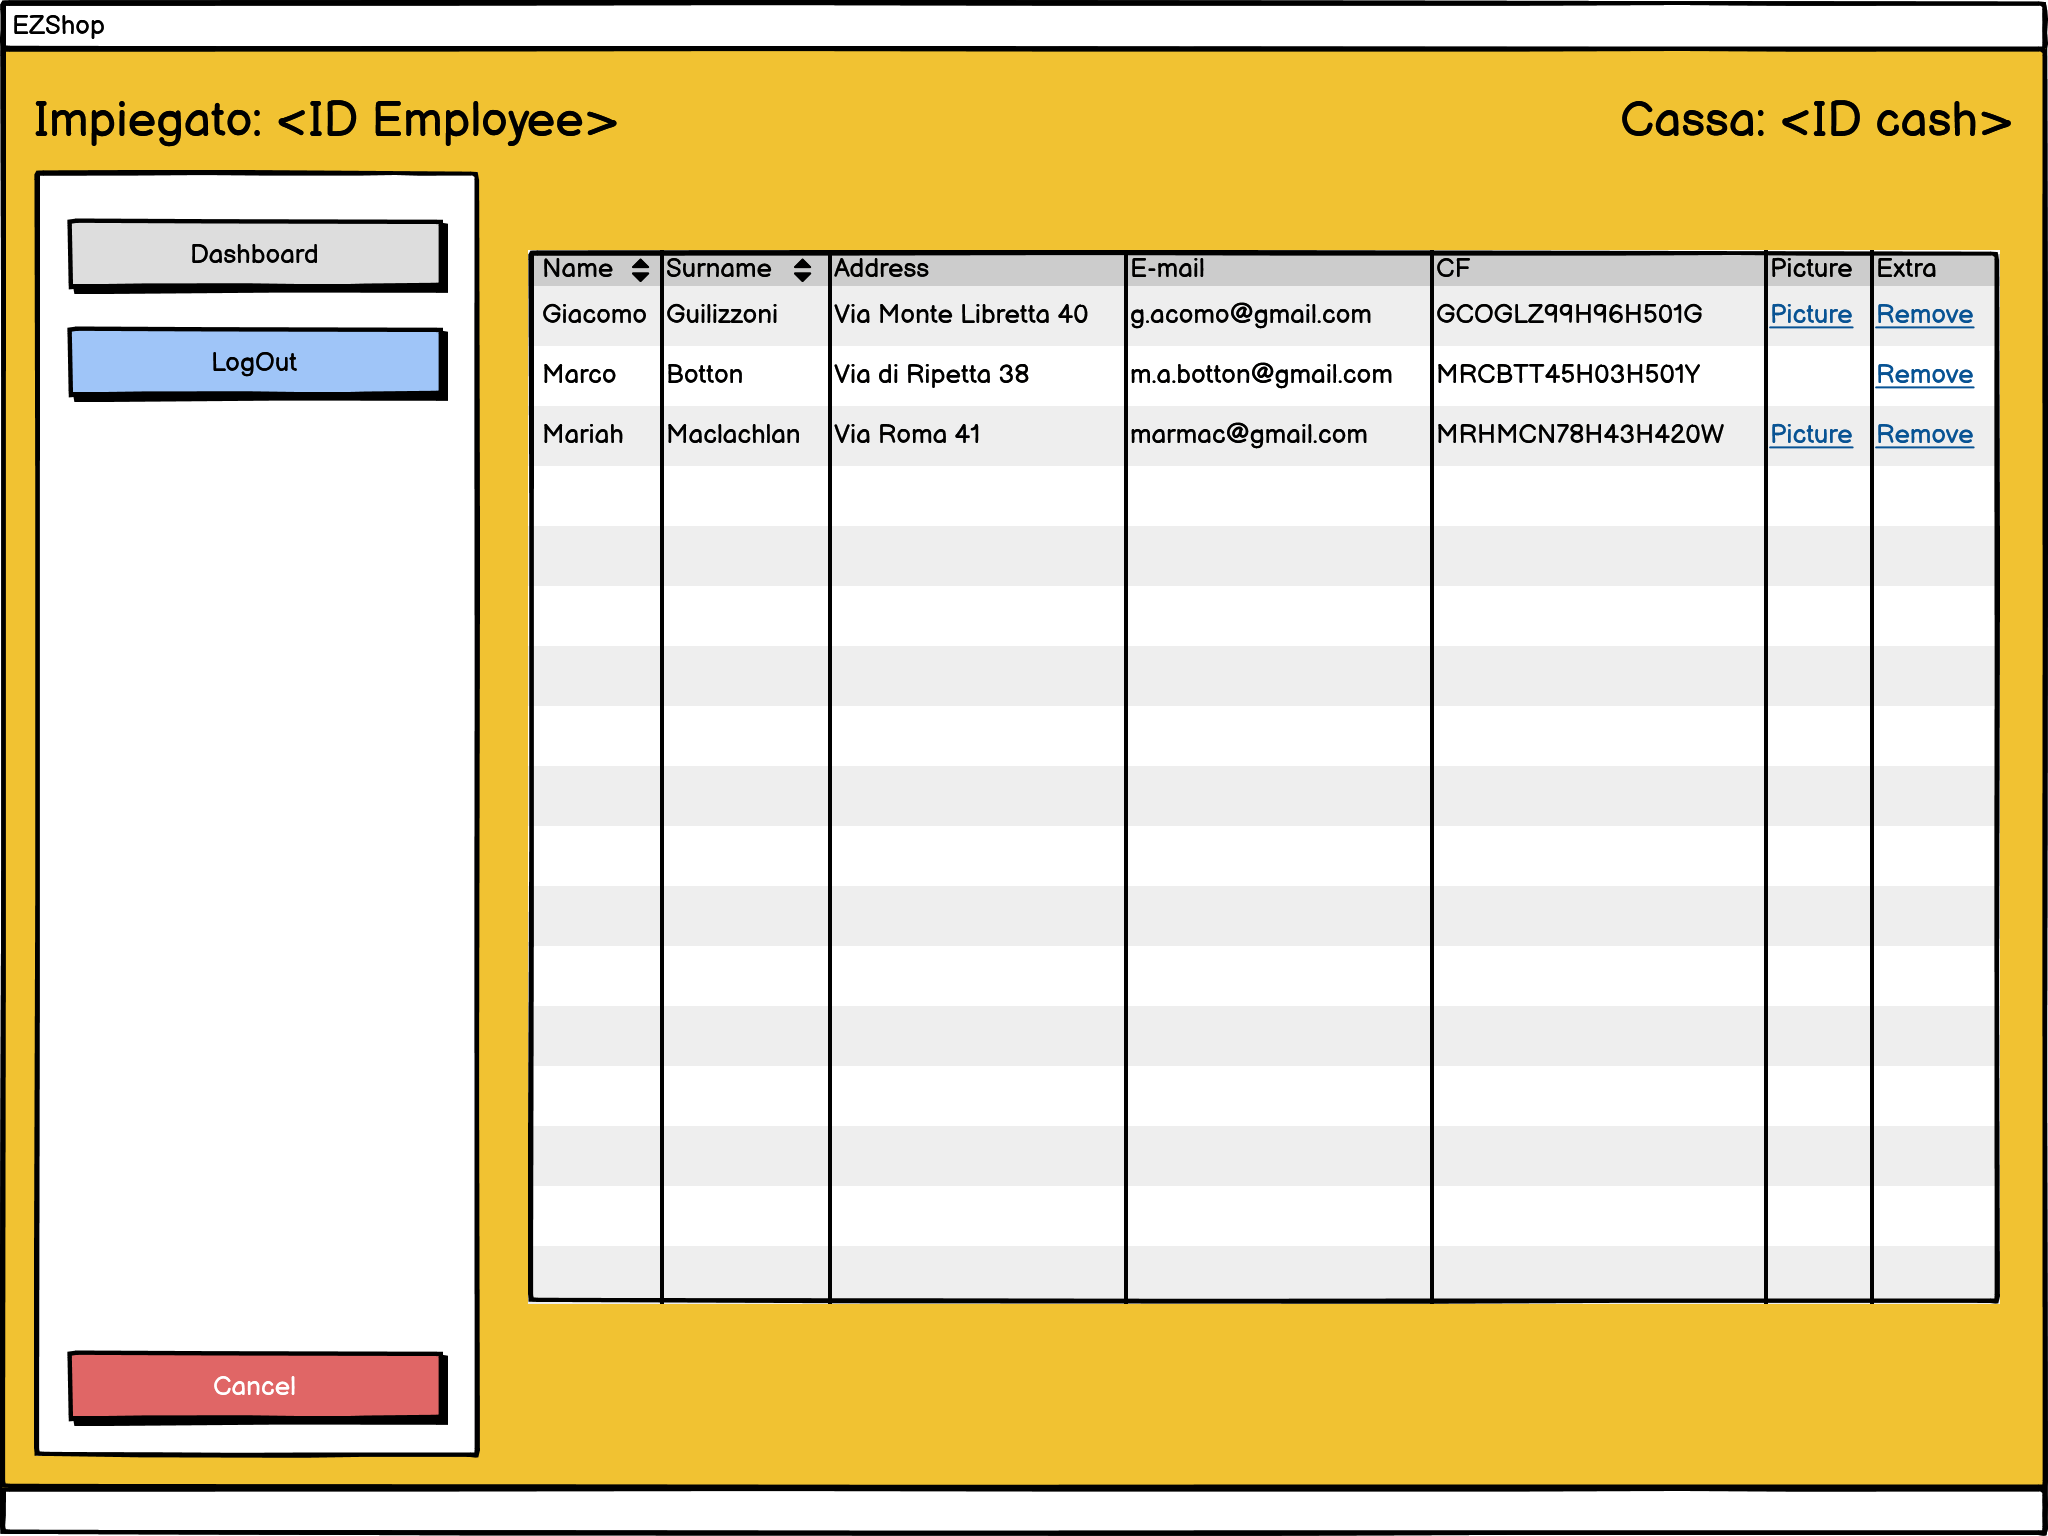 EZShop
Impiegato: <ID Employee> Cassa: <ID cash>
Dashboard
LogOut
Cancel
Name Surname Address E-mail CF Picture Extra
Giacomo Guilizzoni Via Monte Libretta 40 g.acomo@gmail.com GCOGLZ99H96H501G Picture Remove
Marco Botton Via di Ripetta 38 m.a.botton@gmail.com MRCBTT45H03H501Y Remove
Mariah Maclachlan Via Roma 41 marmac@gmail.com MRHMCN78H43H420W Picture Remove